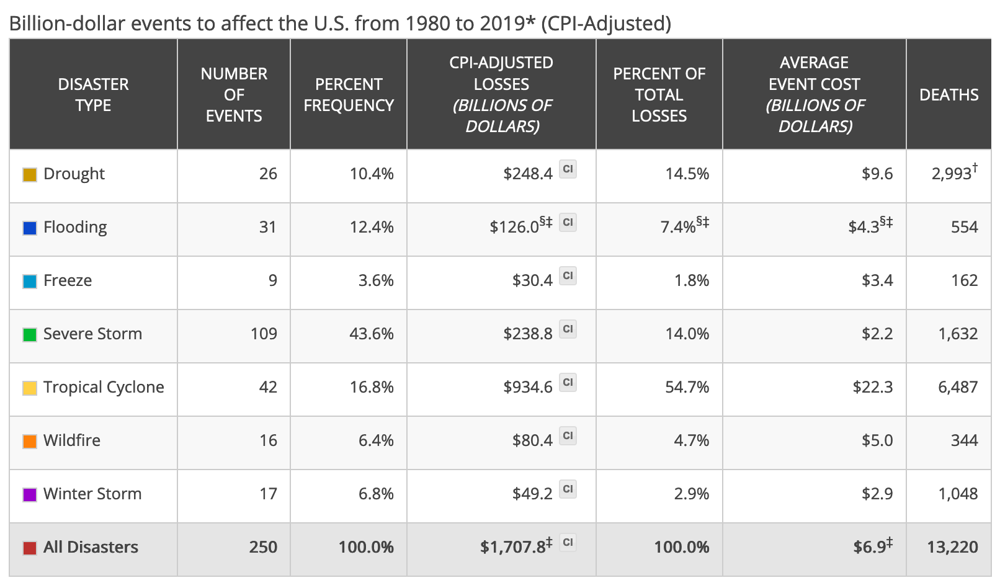 Billion-dollar events to affect the U.S. from 1980 to 2019* (CPI-Adjusted)
DISASTER TYPE NUMBER OF EVENTS PERCENT FREQUENCY CPI-ADJUSTED LOSSES (BILLIONS OF DOLLARS) PERCENT OF TOTAL LOSSES AVERAGE EVENT COST (BILLIONS OF DOLLARS) DEATHS
Drought 26 10.4% $248.4 CI 14.5% $9.6 2,993†
Flooding 31 12.4% $126.0§‡ CI 7.4%§‡ $4.3§‡ 554
Freeze 9 3.6% $30.4 CI 1.8% $3.4 162
Severe Storm 109 43.6% $238.8 CI 14.0% $2.2 1,632
Tropical Cyclone 42 16.8% $934.6 CI 54.7% $22.3 6,487
Wildfire 16 6.4% $80.4 CI 4.7% $5.0 344
Winter Storm 17 6.8% $49.2 CI 2.9% $2.9 1,048
All Disasters 250 100.0% $1,707.8‡ CI 100.0% $6.9‡ 13,220